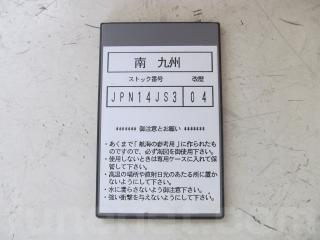 南 九州
ストック番号 改歴
JPN14JS3 04
####### 御注意とお願い #######
・あくまで「航海の参考用」に作られたも
のですので、必ず海図を御使用下さい。
・使用しないときは専用ケースに入れて保
管して下さい。
・高温の場所や直射日光のあたる所に置か
ないようにして下さい。
・水に濡らさないよう御注意下さい。
・強い衝撃を与えないようにして下さい。